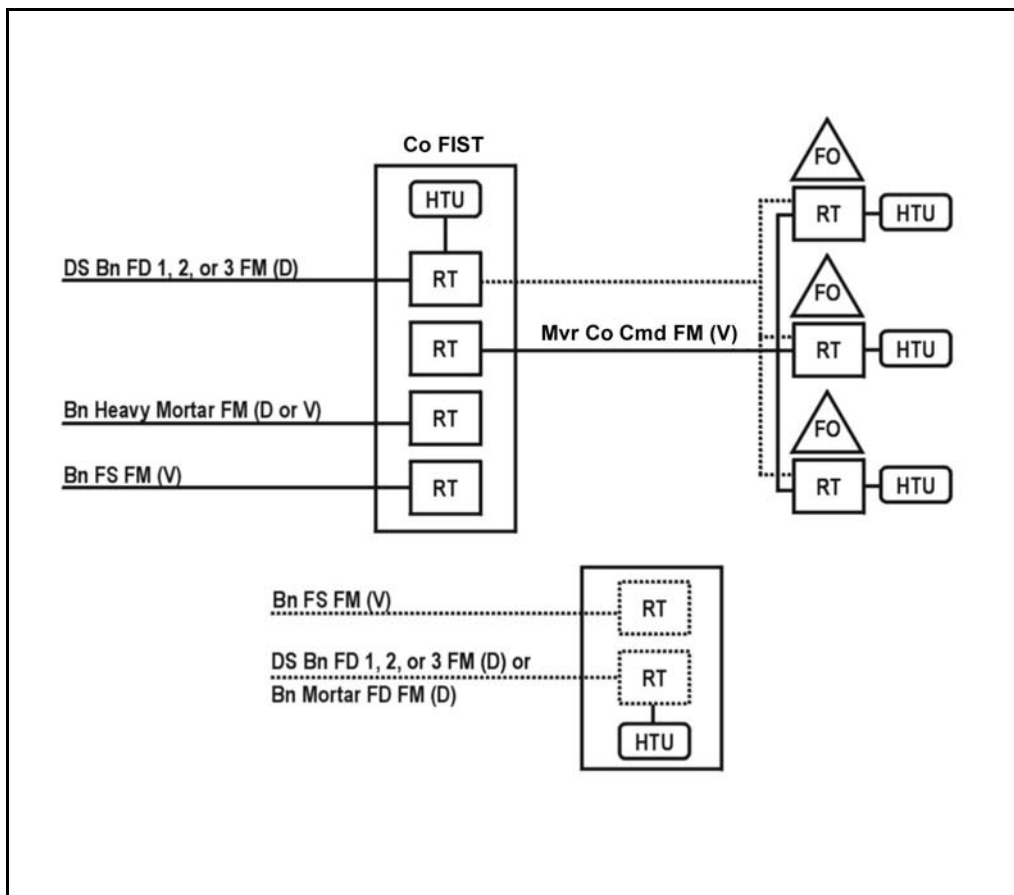 Co FIST
HTU
DS Bn FD 1, 2, or 3 FM (D)
RT
RT
Mvr Co Cmd FM (V)
Bn Heavy Mortar FM (D or V)
RT
Bn FS FM (V)
RT
FO
RT
HTU
FO
RT
HTU
FO
RT
HTU
Bn FS FM (V)
RT
DS Bn FD 1, 2, or 3 FM (D) or
Bn Mortar FD FM (D)
RT
HTU